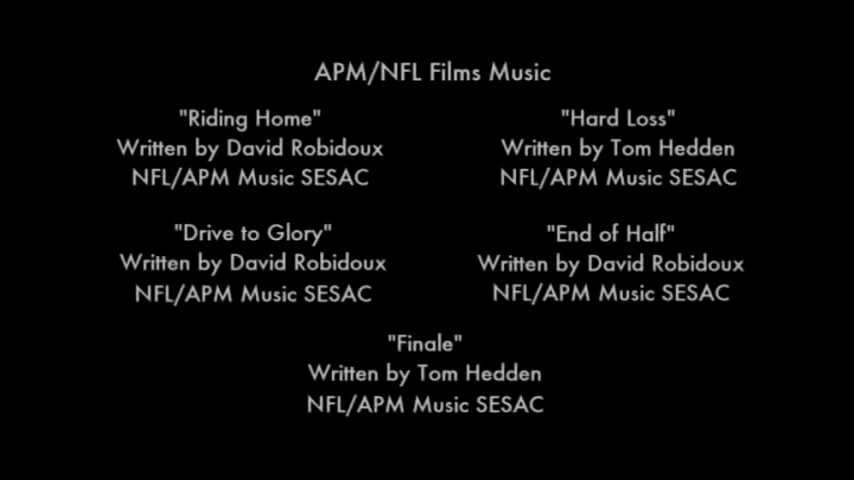 APM/NFL Films Music
"Riding Home"
Written by David Robidoux
NFL/APM Music SESAC
"Hard Loss"
Written by Tom Hedden
NFL/APM Music SESAC
"Drive to Glory"
Written by David Robidoux
NFL/APM Music SESAC
"End of Half"
Written by David Robidoux
NFL/APM Music SESAC
"Finale"
Written by Tom Hedden
NFL/APM Music SESAC